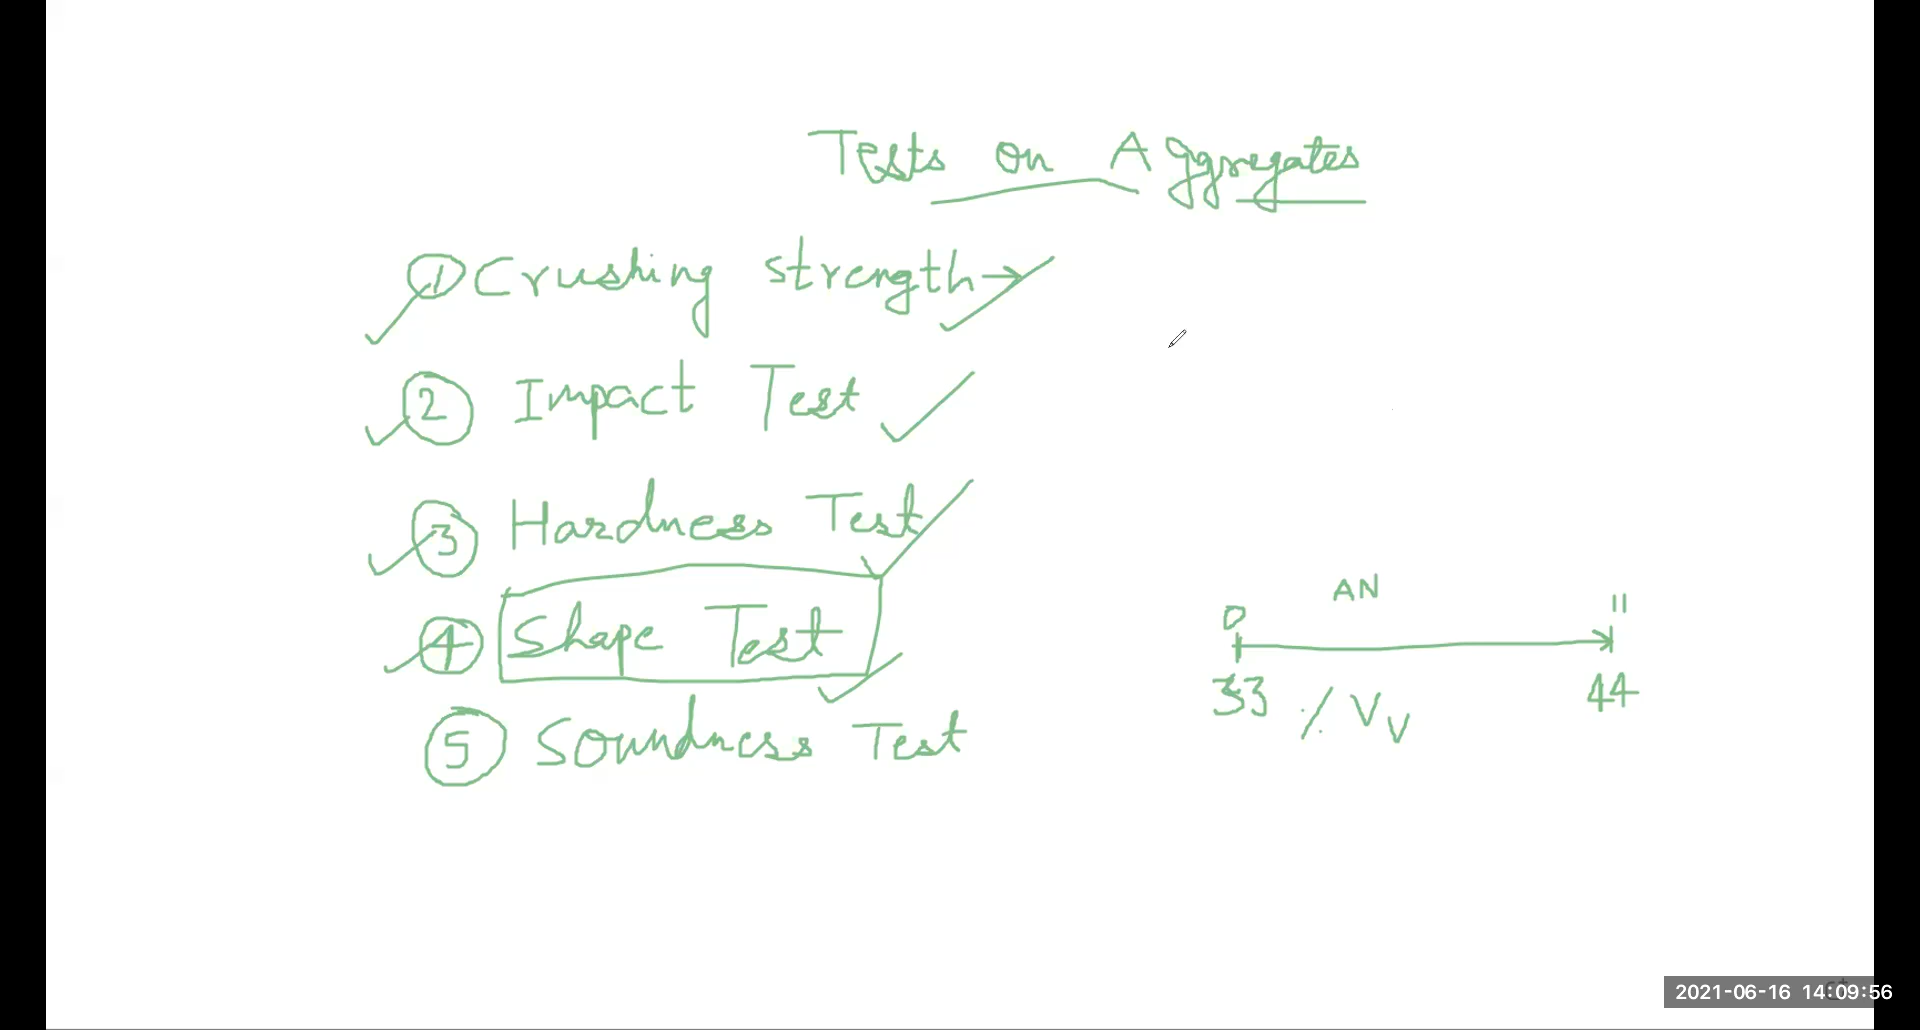 Tests on Aggregates
① Crushing strength →
② Impact Test
③ Hardness Test
④ Shape Test
⑤ Soundness Test
AN
0 11
33 % Vv 44
2021-06-16 14:09:56